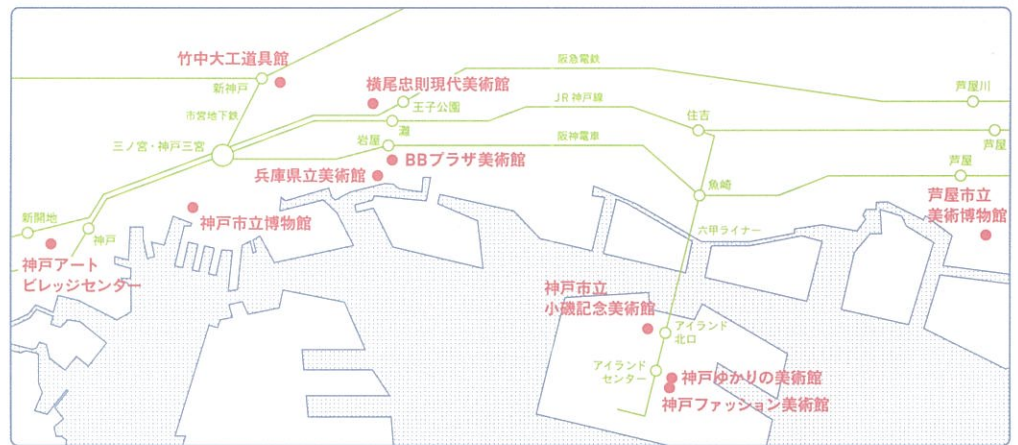 竹中大工道具館
新神戸
市営地下鉄
三ノ宮・神戸三宮
横尾忠則現代美術館
王子公園
灘
岩屋
BBプラザ美術館
兵庫県立美術館
阪急電鉄
JR神戸線
阪神電車
住吉
魚崎
六甲ライナー
芦屋川
芦屋
芦屋
芦屋市立
美術博物館
新開地
神戸
神戸市立博物館
神戸アート
ビレッジセンター
神戸市立
小磯記念美術館
アイランド
北口
アイランド
センター
神戸ゆかりの美術館
神戸ファッション美術館